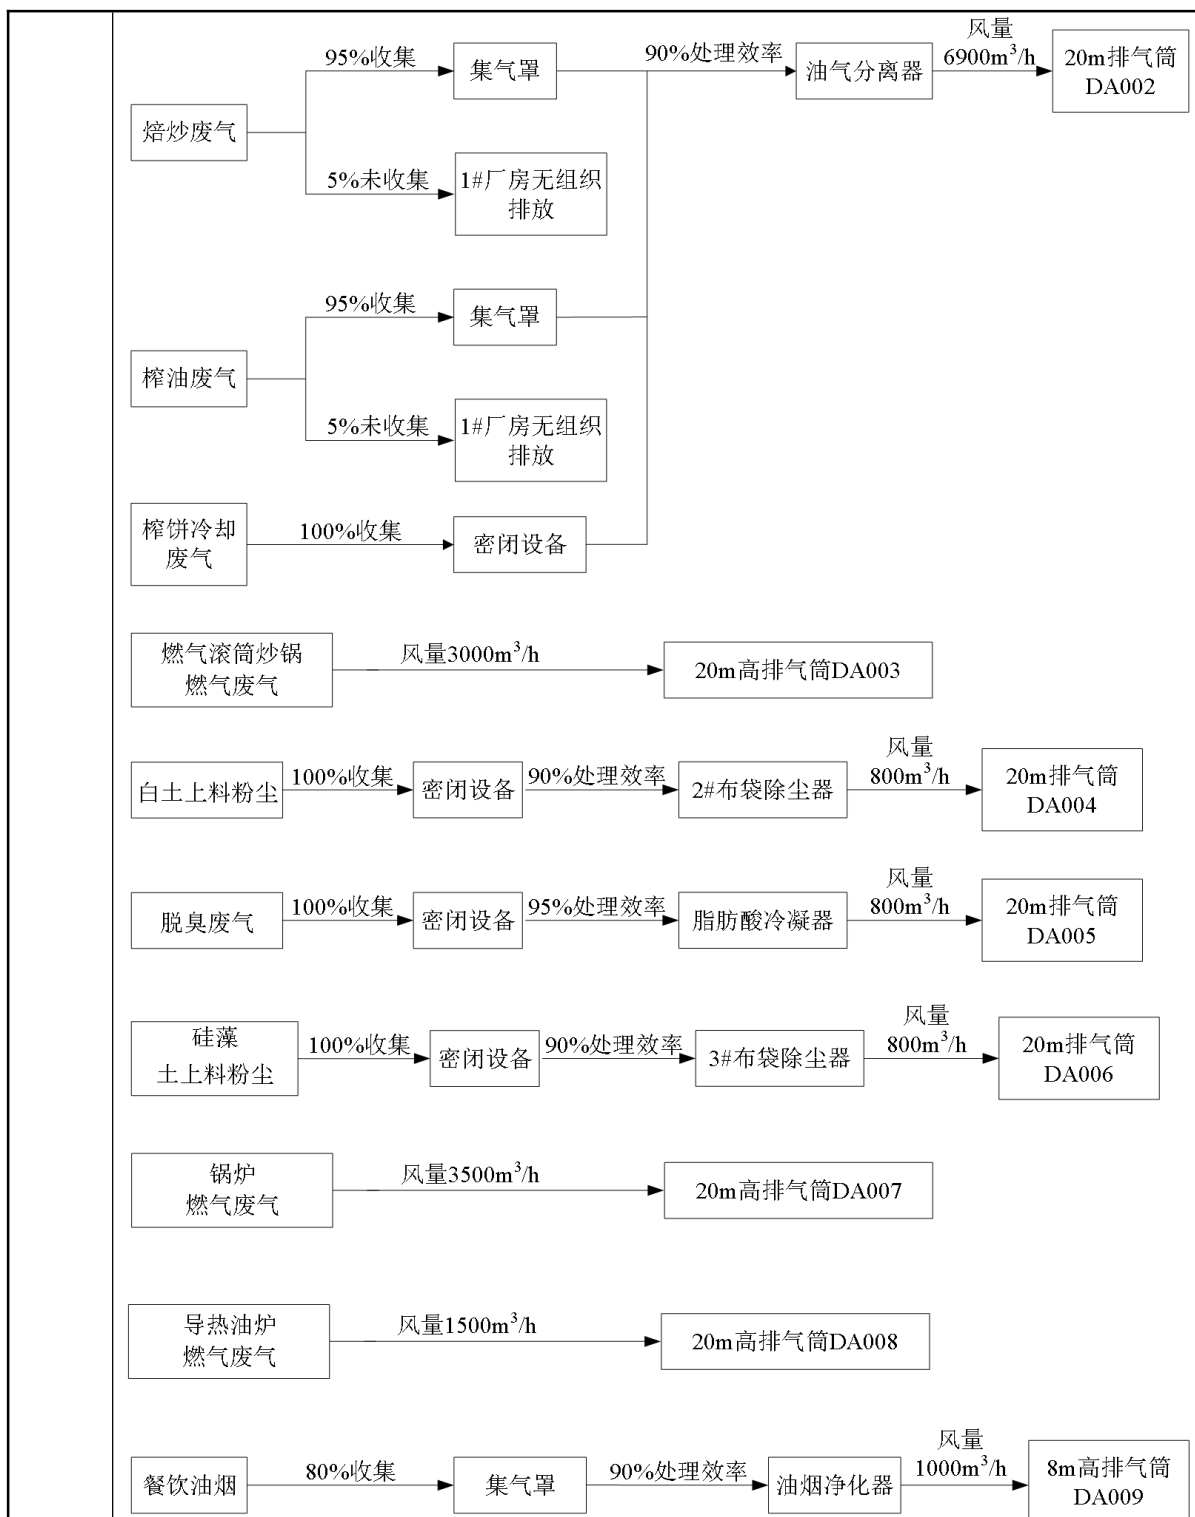 95%收集
集气罩
90%处理效率
油气分离器
风量
6900m³/h
20m排气筒
DA002
焙炒废气
5%未收集
1#厂房无组织
排放
95%收集
集气罩
榨油废气
5%未收集
1#厂房无组织
排放
榨饼冷却
废气
100%收集
密闭设备
燃气滚筒炒锅
燃气废气
风量3000m³/h
20m高排气筒DA003
白土上料粉尘
100%收集
密闭设备
90%处理效率
2#布袋除尘器
风量
800m³/h
20m排气筒
DA004
脱臭废气
100%收集
密闭设备
95%处理效率
脂肪酸冷凝器
风量
800m³/h
20m排气筒
DA005
硅藻
土上料粉尘
100%收集
密闭设备
90%处理效率
3#布袋除尘器
风量
800m³/h
20m排气筒
DA006
锅炉
燃气废气
风量3500m³/h
20m高排气筒DA007
导热油炉
燃气废气
风量1500m³/h
20m高排气筒DA008
餐饮油烟
80%收集
集气罩
90%处理效率
油烟净化器
风量
1000m³/h
8m高排气筒
DA009